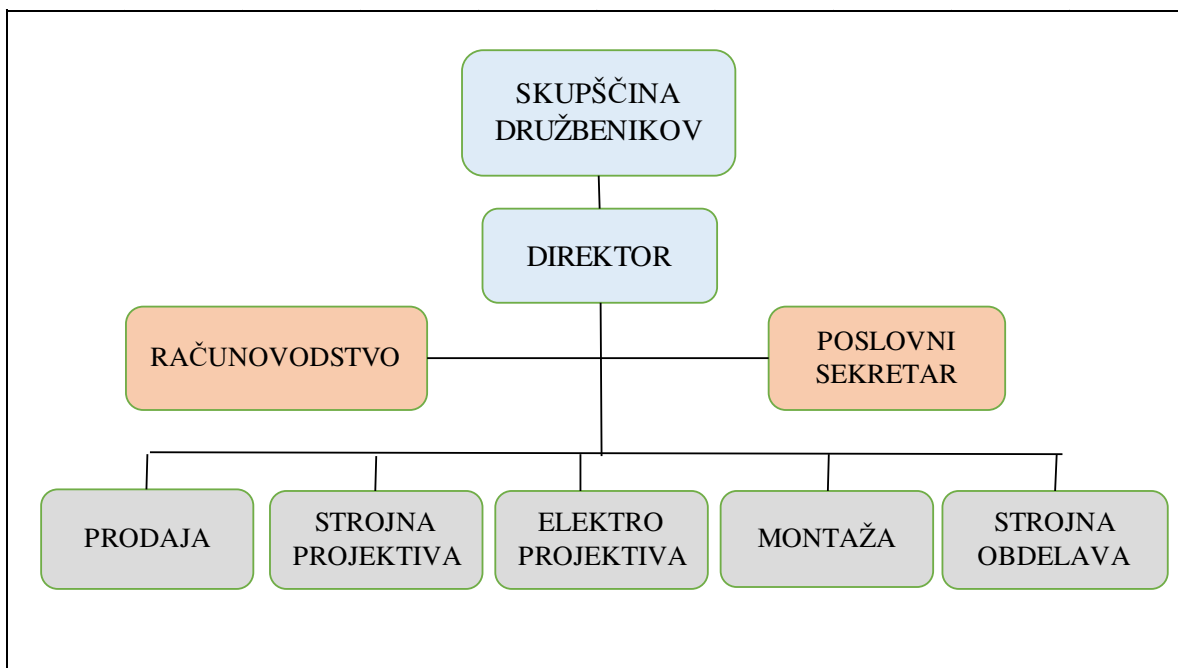 SKUPŠČINA
DRUŽBENIKOV
DIREKTOR
RAČUNOVODSTVO
POSLOVNI
SEKRETAR
PRODAJA
STROJNA
PROJEKTIVA
ELEKTRO
PROJEKTIVA
MONTAŽA
STROJNA
OBDELAVA